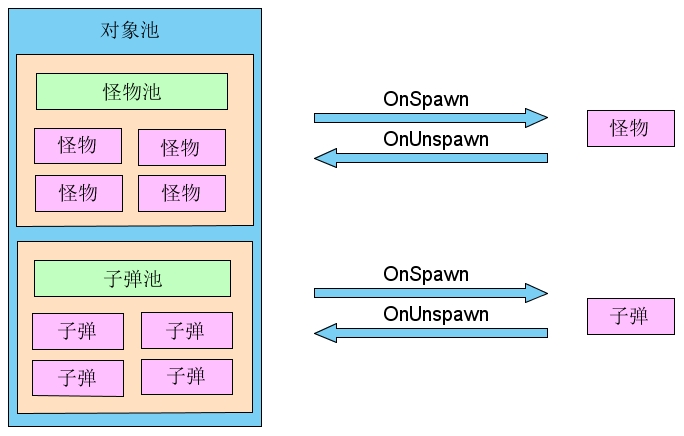 对象池
怪物池
怪物 怪物
怪物 怪物
OnSpawn
OnUnspawn
怪物
子弹池
子弹 子弹
子弹 子弹
OnSpawn
OnUnspawn
子弹